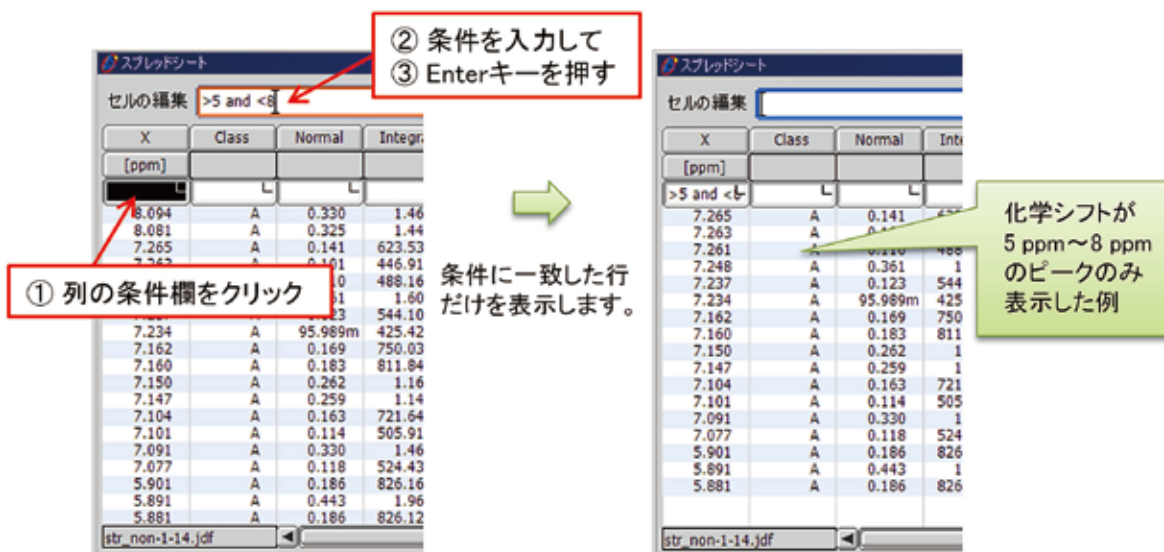 ① 列の条件欄をクリック
② 条件を入力して
③ Enterキーを押す
スプレッドシート
セルの編集 >5 and <8
X Class Normal Integr
[ppm]
8.094 A 0.330 1.46
8.081 A 0.325 1.44
7.265 A 0.141 623.53
446.91
488.16
1.60
544.10
7.234 A 95.989m 425.42
7.162 A 0.169 750.03
7.160 A 0.183 811.84
7.150 A 0.262 1.16
7.147 A 0.259 1.14
7.104 A 0.163 721.64
7.101 A 0.114 505.91
7.091 A 0.330 1.46
7.077 A 0.118 524.43
5.901 A 0.186 826.16
5.891 A 0.443 1.96
5.881 A 0.186 826.12
str_non-1-14.jdf
条件に一致した行
だけを表示します。
スプレッドシート
セルの編集
X Class Normal Inte
[ppm]
>5 and <
7.265 A 0.141
7.263
7.261
7.248 A 0.361 1
7.237 A 0.123 544
7.234 A 95.989m 425
7.162 A 0.169 750
7.160 A 0.183 811
7.150 A 0.262 1
7.147 A 0.259 1
7.104 A 0.163 721
7.101 A 0.114 505
7.091 A 0.330 1
7.077 A 0.118 524
5.901 A 0.186 826
5.891 A 0.443 1
5.881 A 0.186 826
str_non-1-14.jdf
化学シフトが
5 ppm～8 ppm
のピークのみ
表示した例